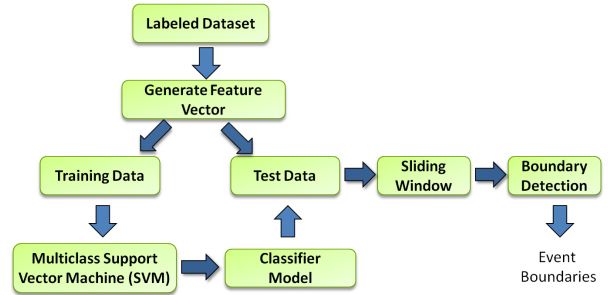 Labeled Dataset
Generate Feature
Vector
Training Data
Test Data
Sliding
Window
Boundary
Detection
Multiclass Support
Vector Machine (SVM)
Classifier
Model
Event
Boundaries